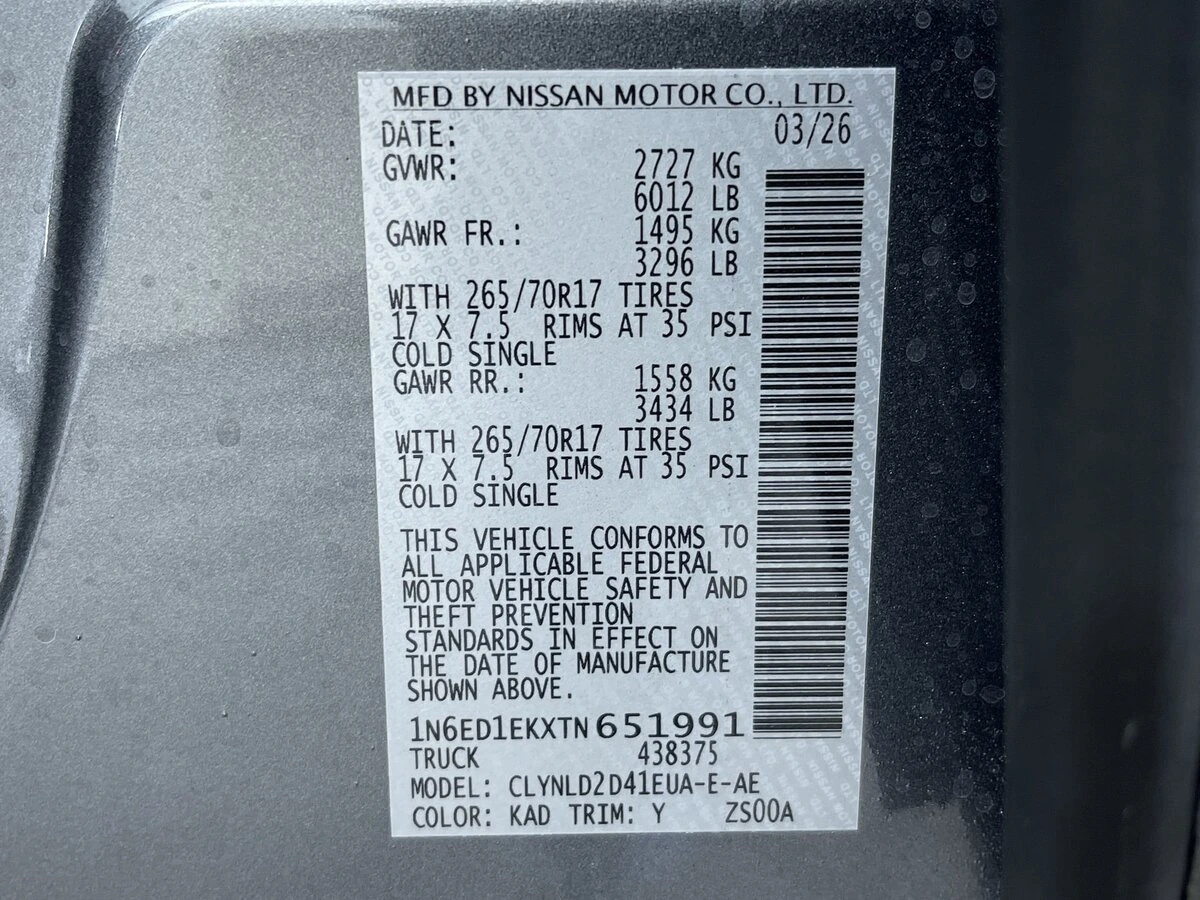 MFD BY NISSAN MOTOR CO., LTD.
DATE: 03/26
GVWR: 2727 KG
6012 LB
GAWR FR.: 1495 KG
3296 LB
WITH 265/70R17 TIRES
17 X 7.5 RIMS AT 35 PSI
COLD SINGLE
GAWR RR.: 1558 KG
3434 LB
WITH 265/70R17 TIRES
17 X 7.5 RIMS AT 35 PSI
COLD SINGLE
THIS VEHICLE CONFORMS TO
ALL APPLICABLE FEDERAL
MOTOR VEHICLE SAFETY AND
THEFT PREVENTION
STANDARDS IN EFFECT ON
THE DATE OF MANUFACTURE
SHOWN ABOVE.
1N6ED1EKXTN651991
TRUCK 438375
MODEL: CLYNLD2D41EUA-E-AE
COLOR: KAD TRIM: Y ZS00A